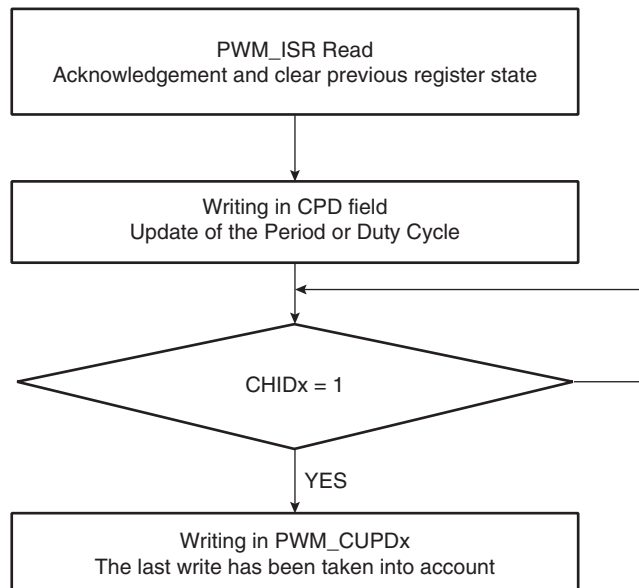 PWM_ISR Read
Acknowledgement and clear previous register state
Writing in CPD field
Update of the Period or Duty Cycle
CHIDx = 1
YES
Writing in PWM_CUPDx
The last write has been taken into account